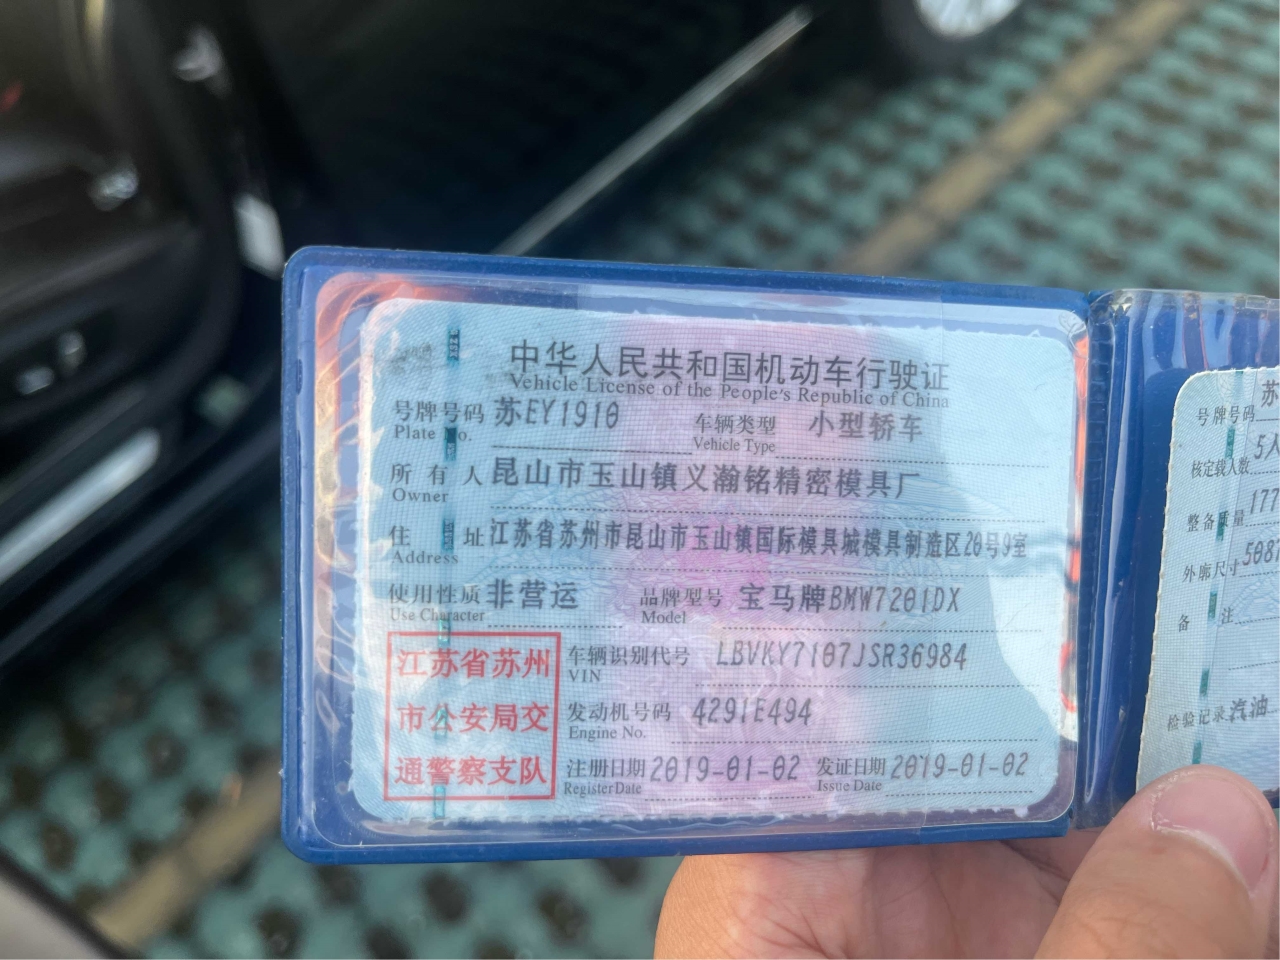 中华人民共和国机动车行驶证
Vehicle License of the People's Republic of China
号牌号码 苏EY1910 车辆类型 小型轿车
Plate No. Vehicle Type
所有人 昆山市玉山镇义瀚铭精密模具厂
Owner
住址 江苏省苏州市昆山市玉山镇国际模具城模具制造区20号9室
Address
使用性质 非营运 品牌型号 宝马牌BMW7201DX
Use Character Model
江苏省苏州
市公安局交
通警察支队
车辆识别代号 LBVKY7107JSR36984
VIN
发动机号码 4291E494
Engine No.
注册日期 2019-01-02 发证日期 2019-01-02
Register Date Issue Date
号牌号码 苏
核定载人数 5人
整备质量 177
外廓尺寸 508
备注
检验记录 汽油